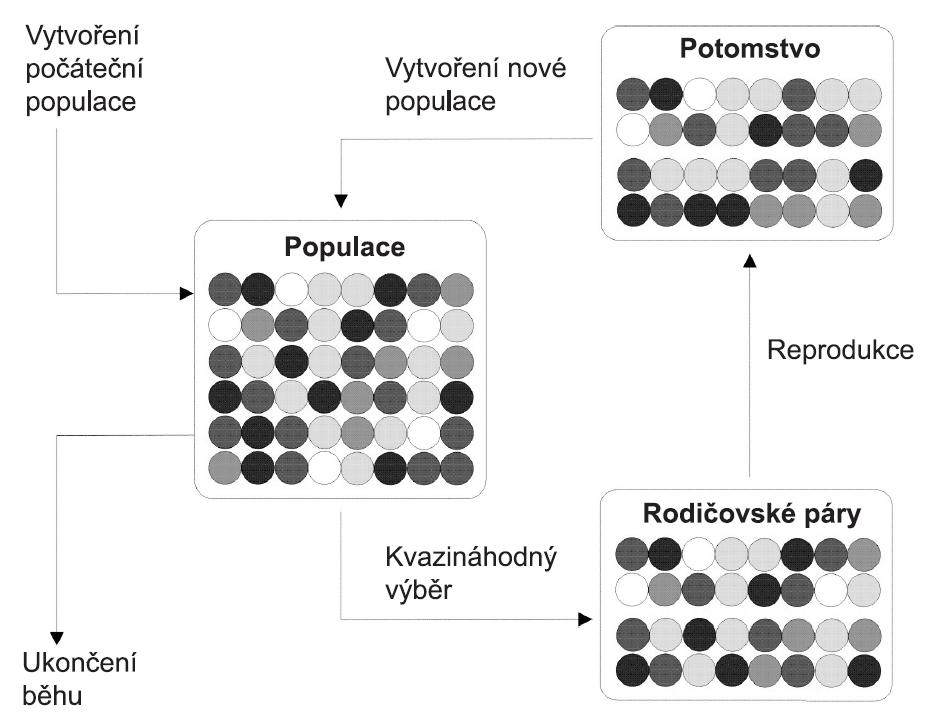 Vytvoření
počáteční
populace
Vytvoření nové
populace
Potomstvo
Populace
Reprodukce
Kvazináhodný
výběr
Rodičovské páry
Ukončení
běhu